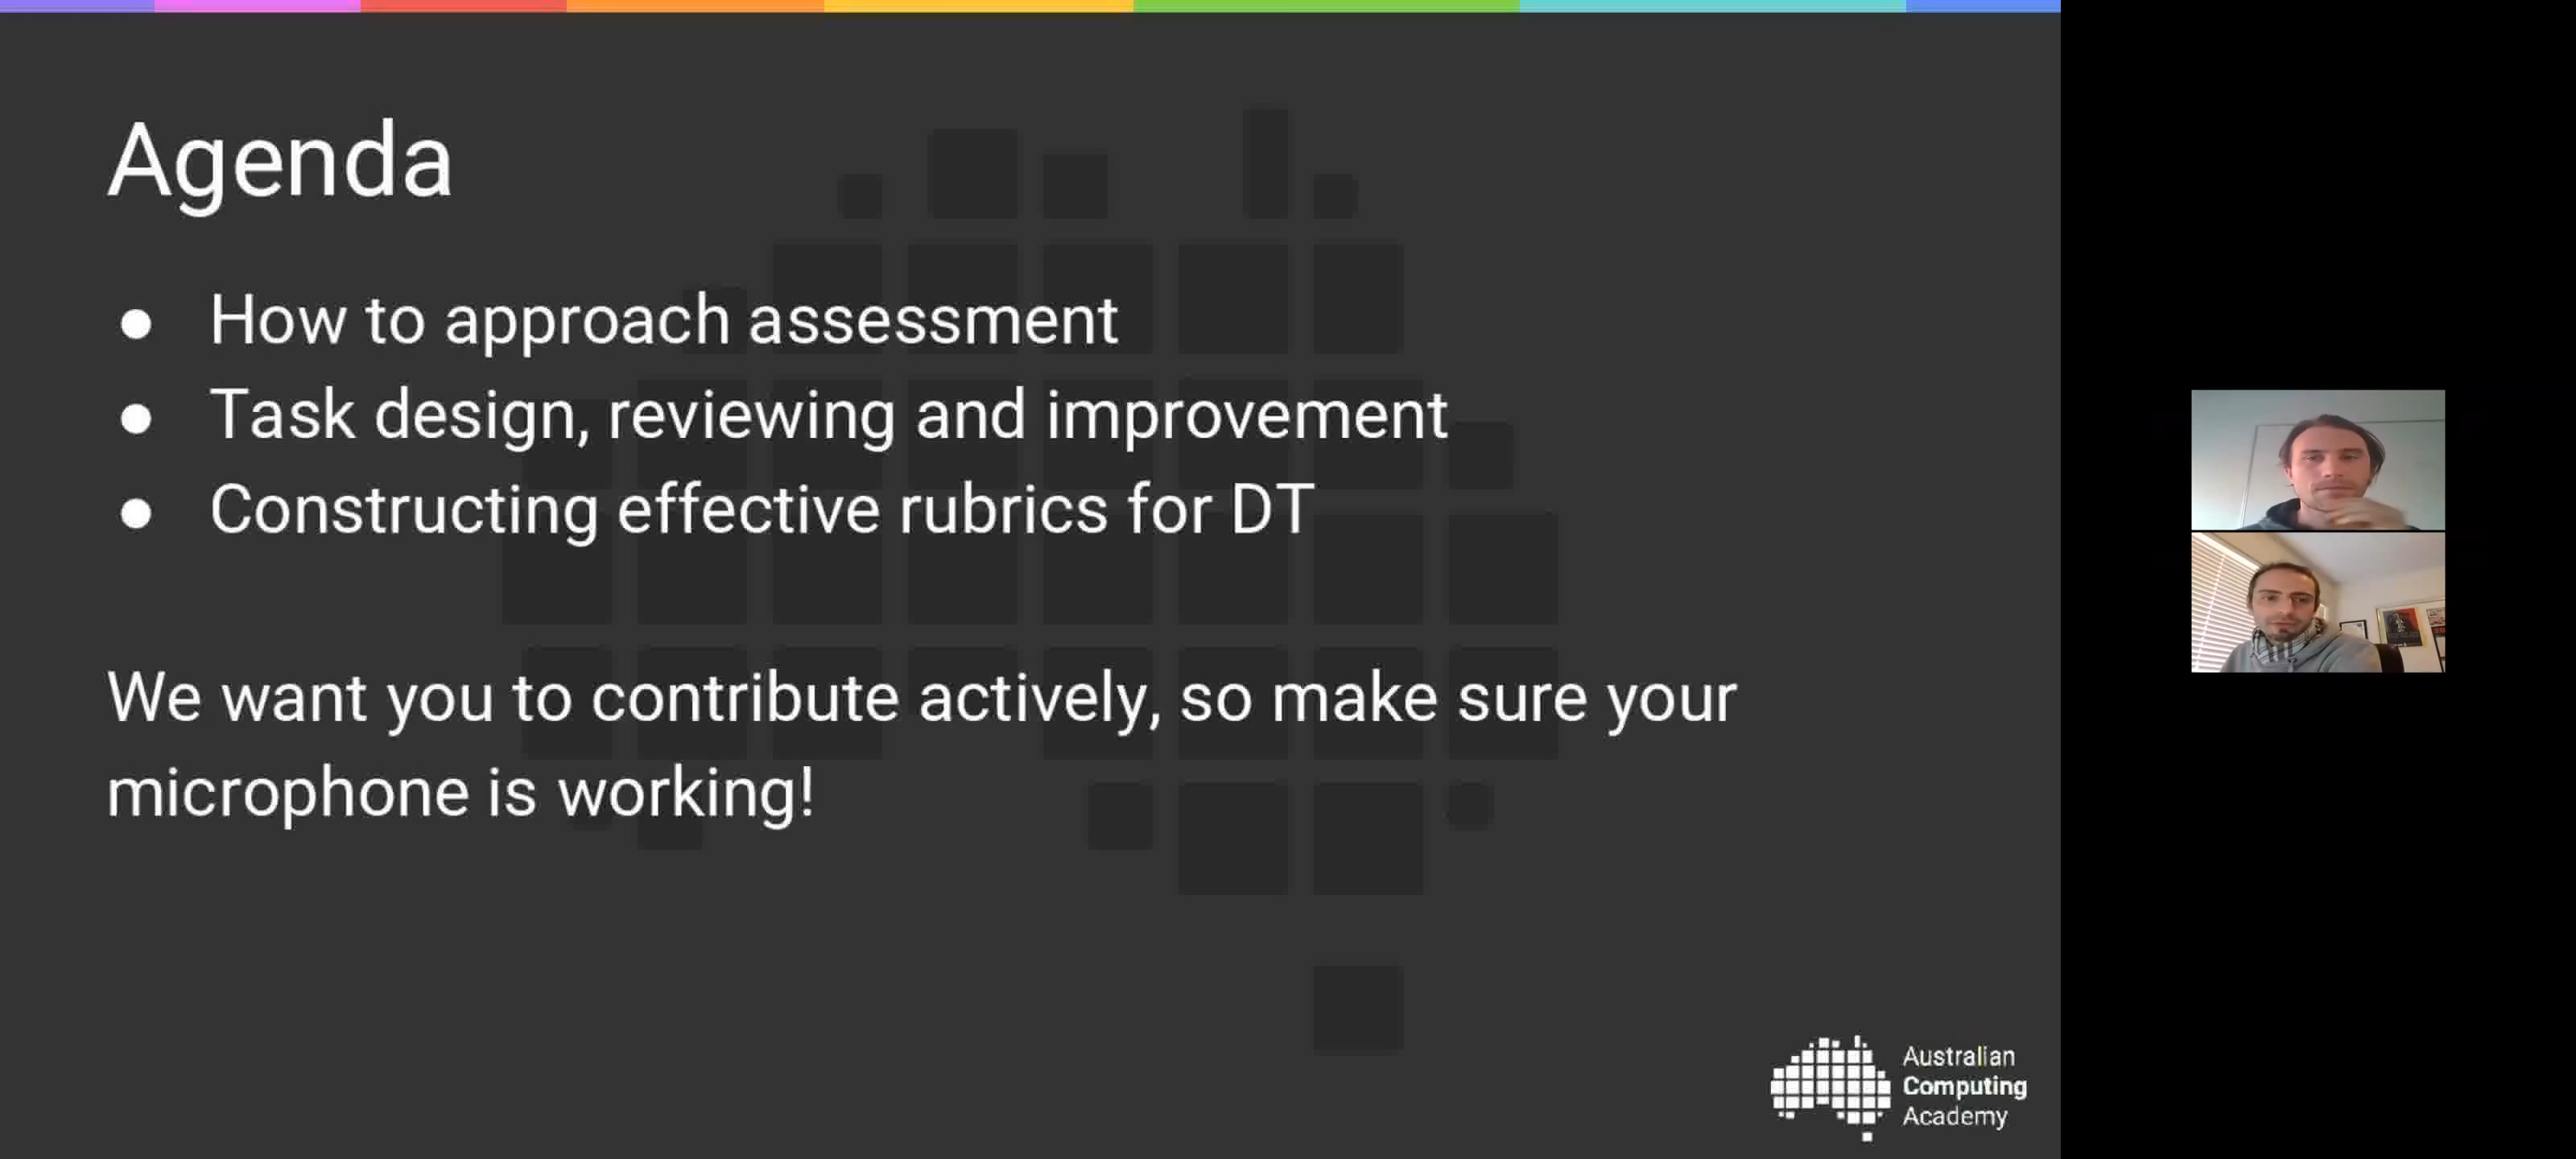 Agenda
● How to approach assessment
● Task design, reviewing and improvement
● Constructing effective rubrics for DT
We want you to contribute actively, so make sure your
microphone is working!
Australian
Computing
Academy